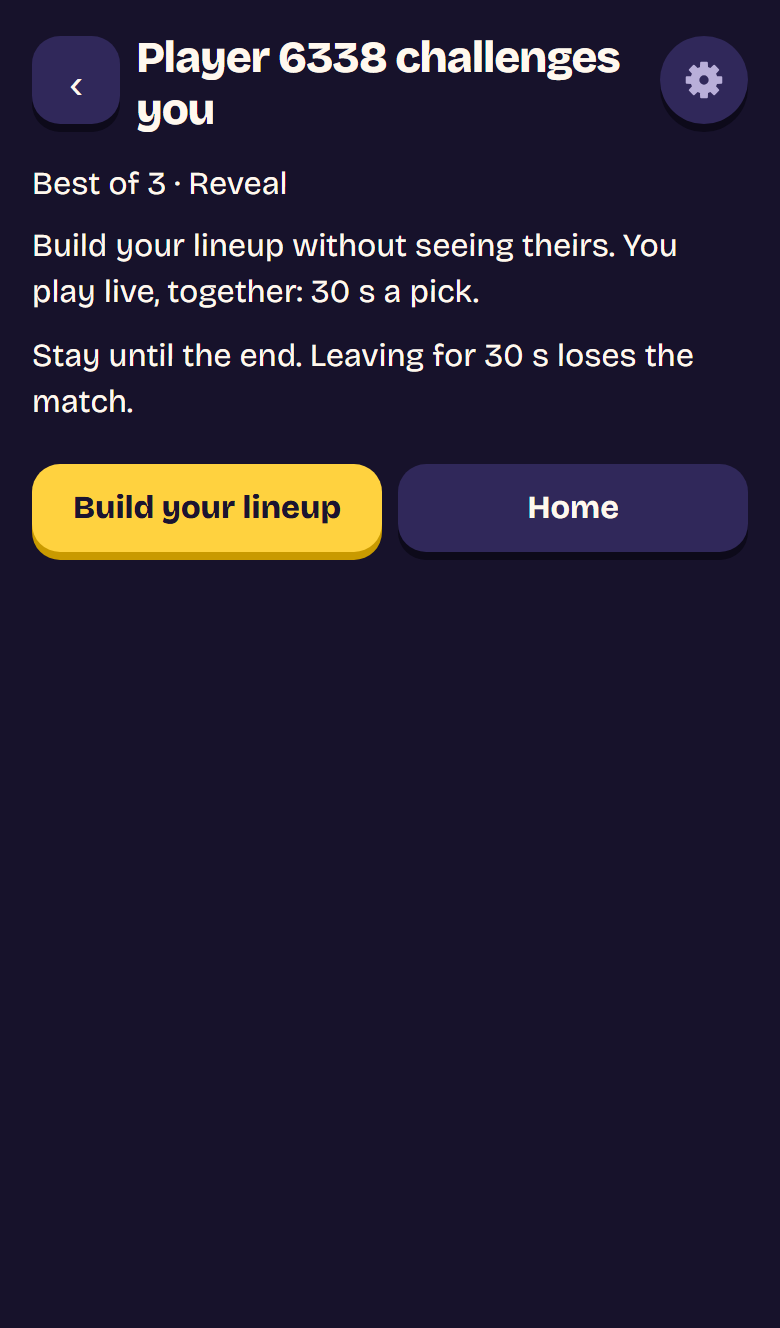 ‹
Player 6338 challenges
you
Best of 3 · Reveal
Build your lineup without seeing theirs. You
play live, together: 30 s a pick.
Stay until the end. Leaving for 30 s loses the
match.
Build your lineup
Home